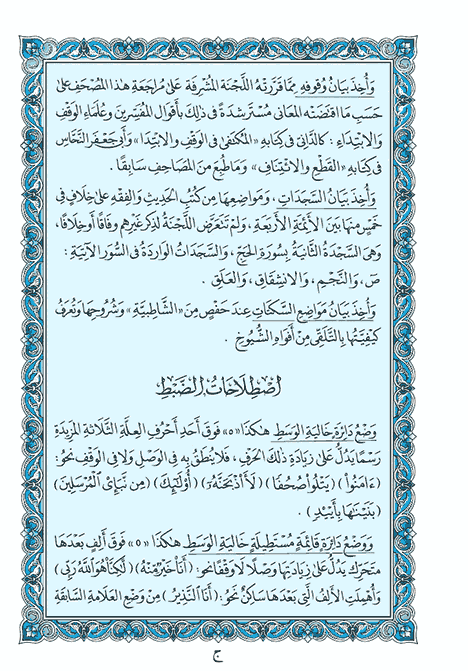 وَأُخِذَ بَيَانُ وُقُوفِهِ مِمَّا قَرَّرَتْهُ اللَّجْنَةُ الْمُشْرِفَةُ عَلَى مُرَاجَعَةِ هَذَا الْمُصْحَفِ عَلَى
حَسَبِ مَا اقْتَضَتْهُ الْمَعَانِي مُسْتَرْشِدَةً فِي ذَلِكَ بِأَقْوَالِ الْمُفَسِّرِينَ وَعُلَمَاءِ الْوَقْفِ
وَالِابْتِدَاءِ : كَالدَّانِي فِي كِتَابِهِ «الْمُكْتَفَى فِي الْوَقْفِ وَالِابْتِدَا» وَأَبِي جَعْفَرٍ النَّحَّاسِ
فِي كِتَابِهِ «الْقَطْعِ وَالِائْتِنَافِ» وَمَا طُبِعَ مِنَ الْمَصَاحِفِ سَابِقًا .
وَأُخِذَ بَيَانُ السَّجَدَاتِ ، وَمَوَاضِعِهَا مِنْ كُتُبِ الْحَدِيثِ وَالْفِقْهِ عَلَى خِلَافٍ فِي
خَمْسٍ مِنْهَا بَيْنَ الْأَئِمَّةِ الْأَرْبَعَةِ ، وَلَمْ تَتَعَرَّضِ اللَّجْنَةُ لِذِكْرِ غَيْرِهِمْ وِفَاقًا أَوْ خِلَافًا ،
وَهِيَ السَّجْدَةُ الثَّانِيَةُ بِسُورَةِ الْحَجِّ ، وَالسَّجَدَاتُ الْوَارِدَةُ فِي السُّوَرِ الْآتِيَةِ :
صٓ ، وَالنَّجْمِ ، وَالِانْشِقَاقِ ، وَالْعَلَقِ .
وَأُخِذَ بَيَانُ مَوَاضِعِ السَّكَتَاتِ عِنْدَ حَفْصٍ مِنَ «الشَّاطِبِيَّةِ» وَشُرُوحِهَا وَتُعْرَفُ
كَيْفِيَّتُهَا بِالتَّلَقِّي مِنْ أَفْوَاهِ الشُّيُوخِ .
اصْطِلَاحَاتُ الضَّبْطِ
وَضْعُ دَائِرَةٍ خَالِيَةِ الْوَسَطِ هَكَذَا «ه» فَوْقَ أَحَدِ أَحْرُفِ الْعِلَّةِ الثَّلَاثَةِ الْمَزِيدَةِ
رَسْمًا يَدُلُّ عَلَى زِيَادَةِ ذَلِكَ الْحَرْفِ ، فَلَا يُنْطَقُ بِهِ فِي الْوَصْلِ وَلَا فِي الْوَقْفِ نَحْوُ :
(ءَامَنُواْ) (يَتْلُواْ صُحُفًا) (لَأَاْذْبَحَنَّهُۥٓ) (أُوْلَٰٓئِكَ) (مِن نَّبَإِيْ ٱلْمُرْسَلِينَ)
(بَنَيْنَٰهَا بِأَيْي۟دٍ) .
وَوَضْعُ دَائِرَةٍ قَائِمَةٍ مُسْتَطِيلَةٍ خَالِيَةِ الْوَسَطِ هَكَذَا «٥» فَوْقَ أَلِفٍ بَعْدَهَا
مُتَحَرِّكٌ يَدُلُّ عَلَى زِيَادَتِهَا وَصْلًا لَا وَقْفًا نَحْوُ : (أَنَا۠ خَيْرٌ مِّنْهُ) (لَّٰكِنَّا۠ هُوَ ٱللَّهُ رَبِّى)
وَأُهْمِلَتِ الْأَلِفُ الَّتِي بَعْدَهَا سَاكِنٌ نَحْوُ : (أَنَا ٱلنَّذِيرُ) مِنْ وَضْعِ الْعَلَامَةِ السَّابِقَةِ
ج